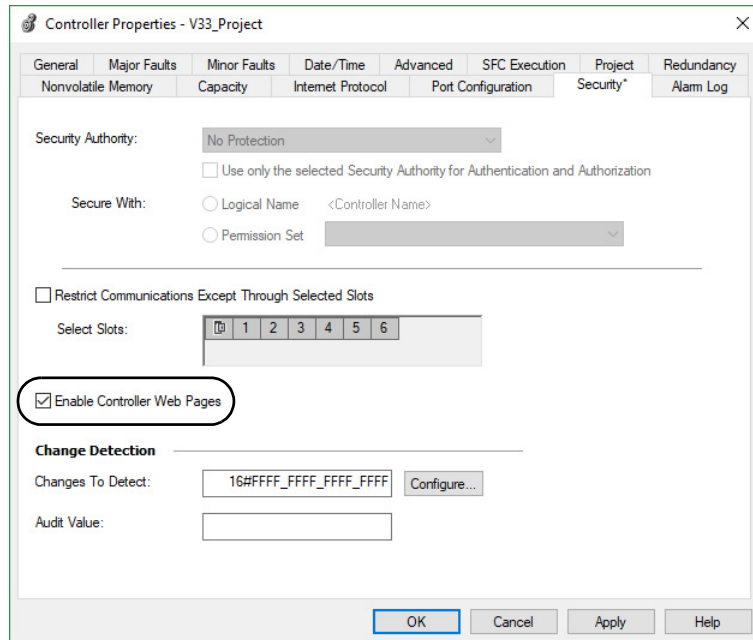 Controller Properties - V33_Project
General Major Faults Minor Faults Date/Time Advanced SFC Execution Project Redundancy
Nonvolatile Memory Capacity Internet Protocol Port Configuration Security* Alarm Log
Security Authority: No Protection
Use only the selected Security Authority for Authentication and Authorization
Secure With: Logical Name <Controller Name>
Permission Set
Restrict Communications Except Through Selected Slots
Select Slots: 1 2 3 4 5 6
Enable Controller Web Pages
Change Detection
Changes To Detect: 16#FFFF_FFFF_FFFF_FFFF Configure...
Audit Value:
OK Cancel Apply Help